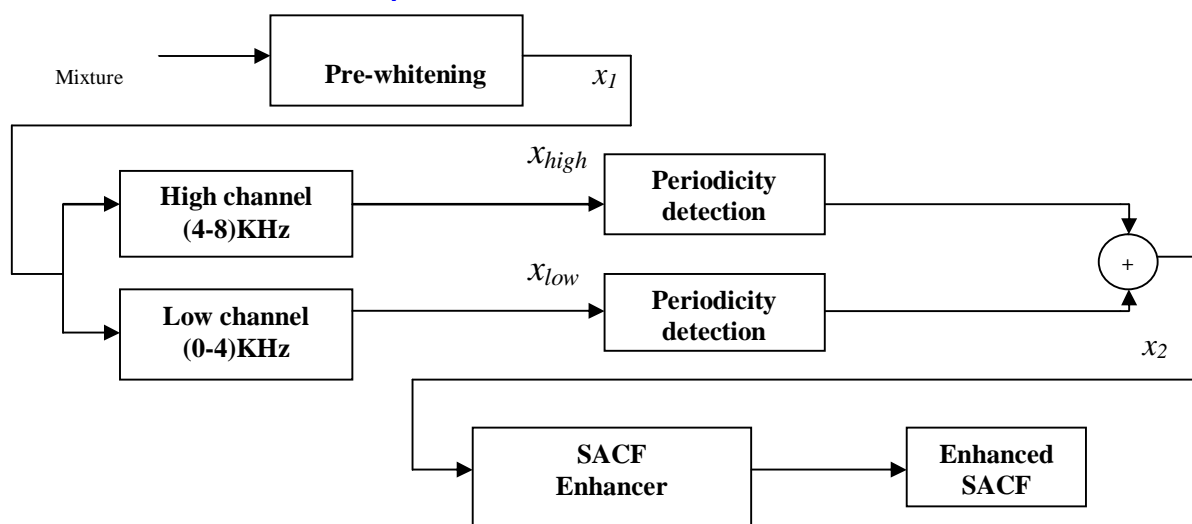 Mixture
Pre-whitening
x1
High channel
(4-8)KHz
xhigh
Periodicity
detection
Low channel
(0-4)KHz
xlow
Periodicity
detection
+
x2
SACF
Enhancer
Enhanced
SACF